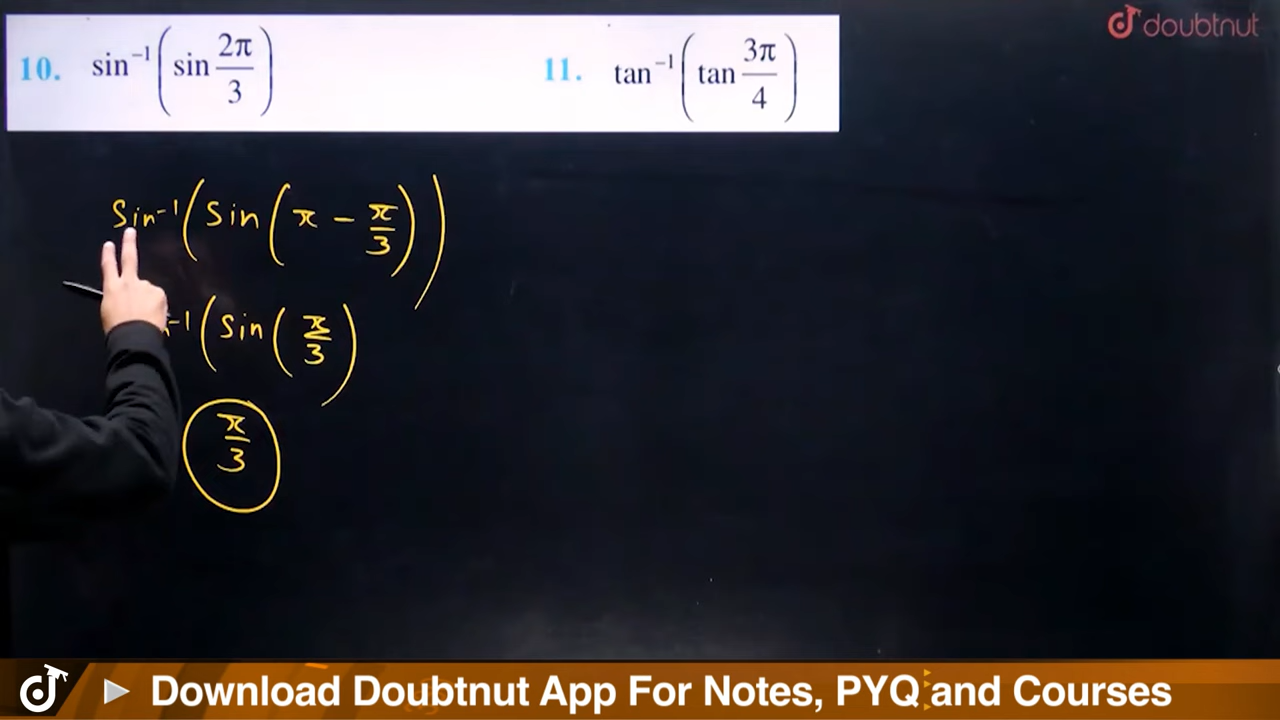 doubtnut
10. sin⁻¹(sin 2π/3)
11. tan⁻¹(tan 3π/4)
Sin⁻¹(Sin(π − π/3))
⁻¹(Sin(π/3)
π/3
Download Doubtnut App For Notes, PYQ and Courses